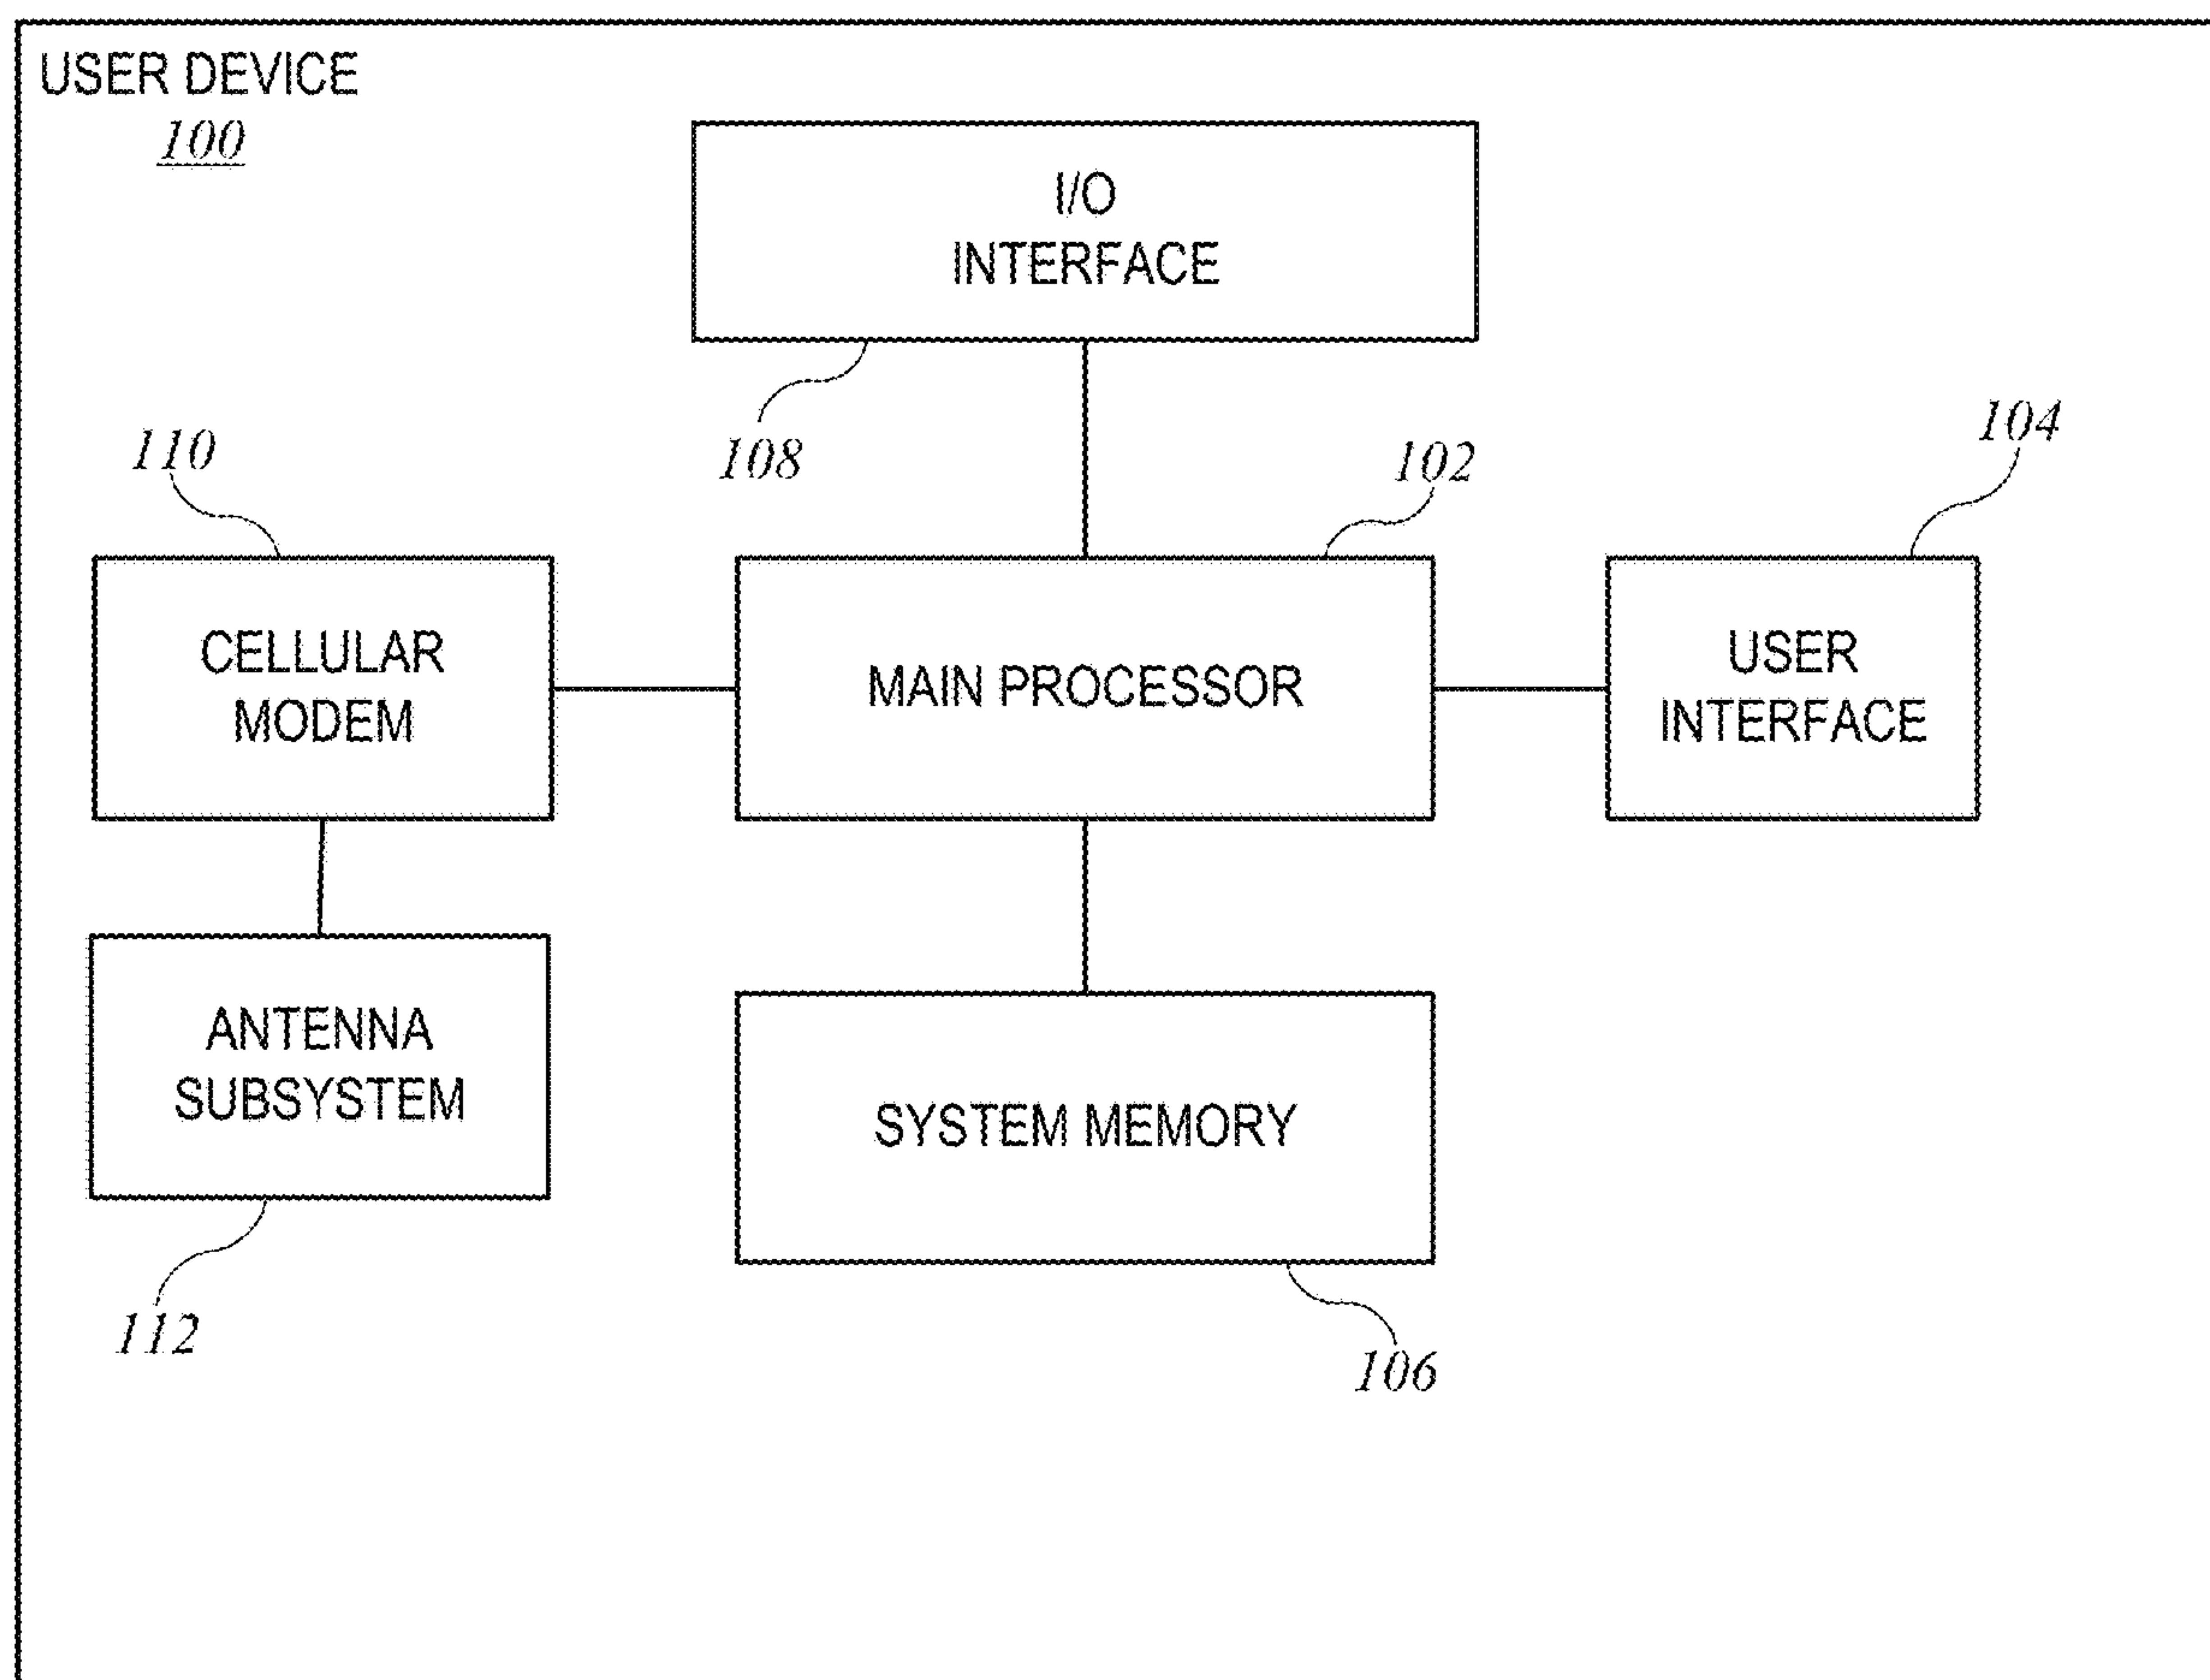 USER DEVICE
100
I/O
INTERFACE
108
110
102
104
CELLULAR
MODEM
MAIN PROCESSOR
USER
INTERFACE
ANTENNA
SUBSYSTEM
SYSTEM MEMORY
112
106